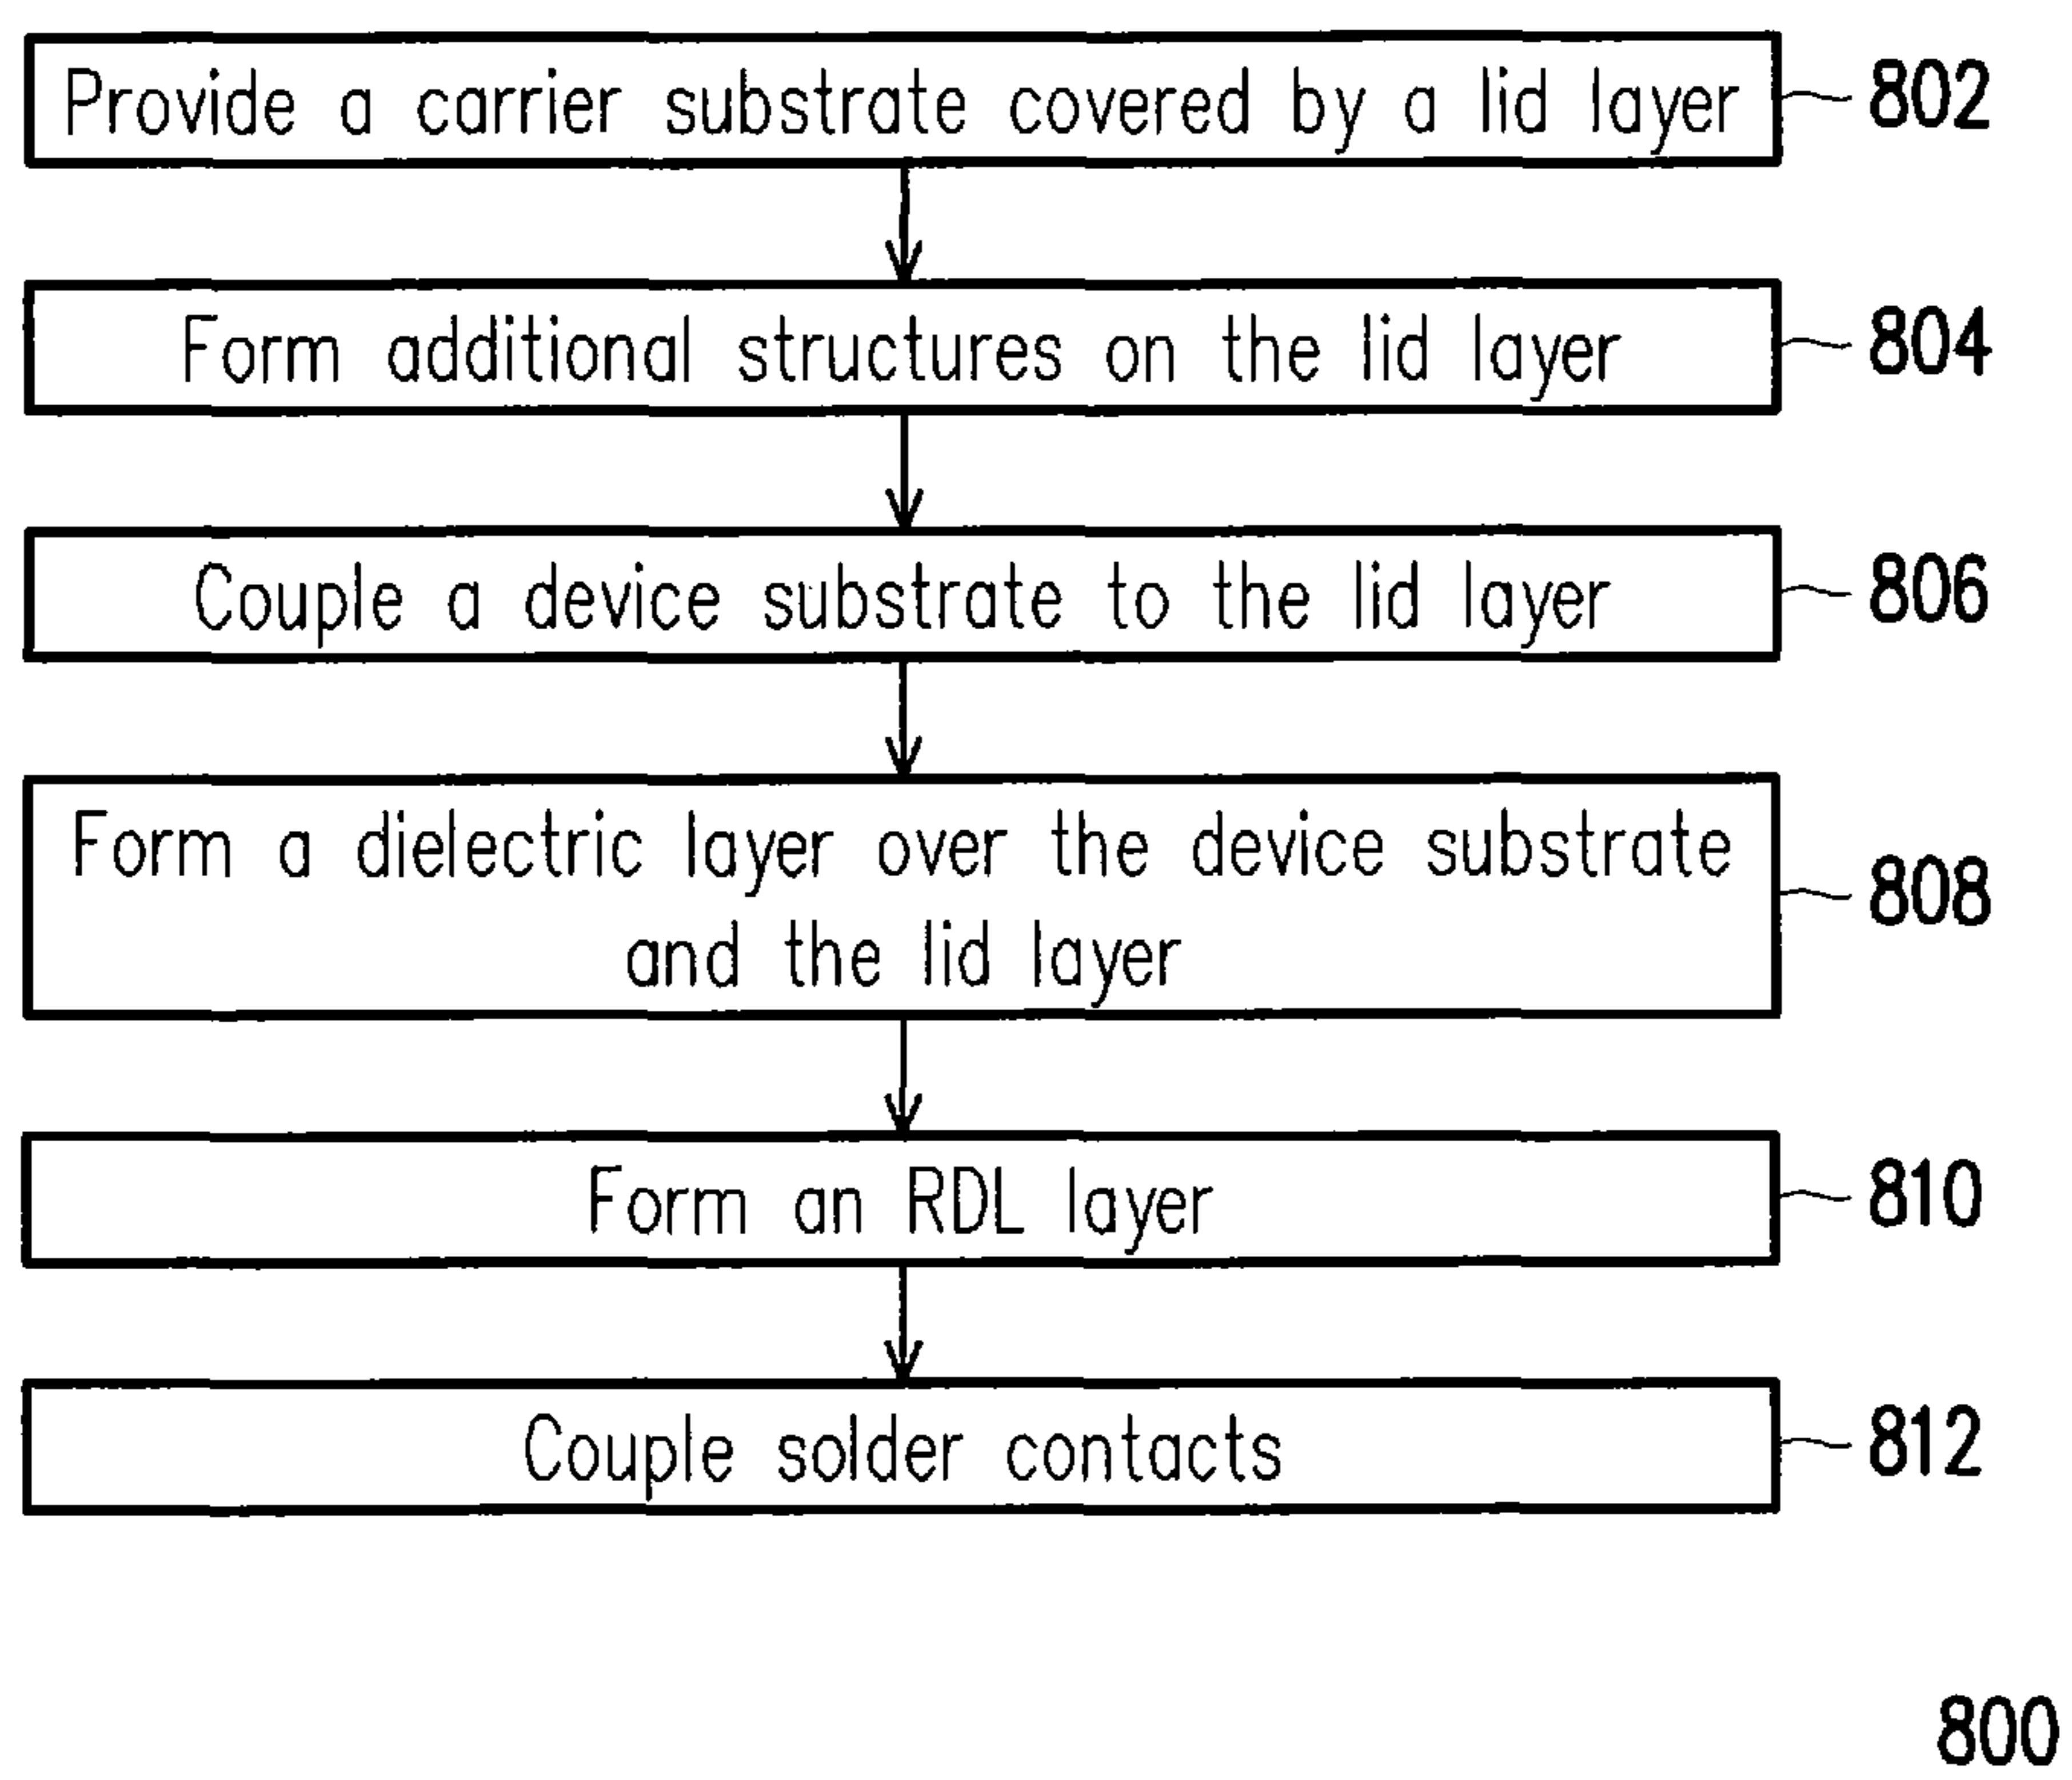 Provide a carrier substrate covered by a lid layer 802
Form additional structures on the lid layer 804
Couple a device substrate to the lid layer 806
Form a dielectric layer over the device substrate
and the lid layer
808
Form an RDL layer 810
Couple solder contacts 812
800